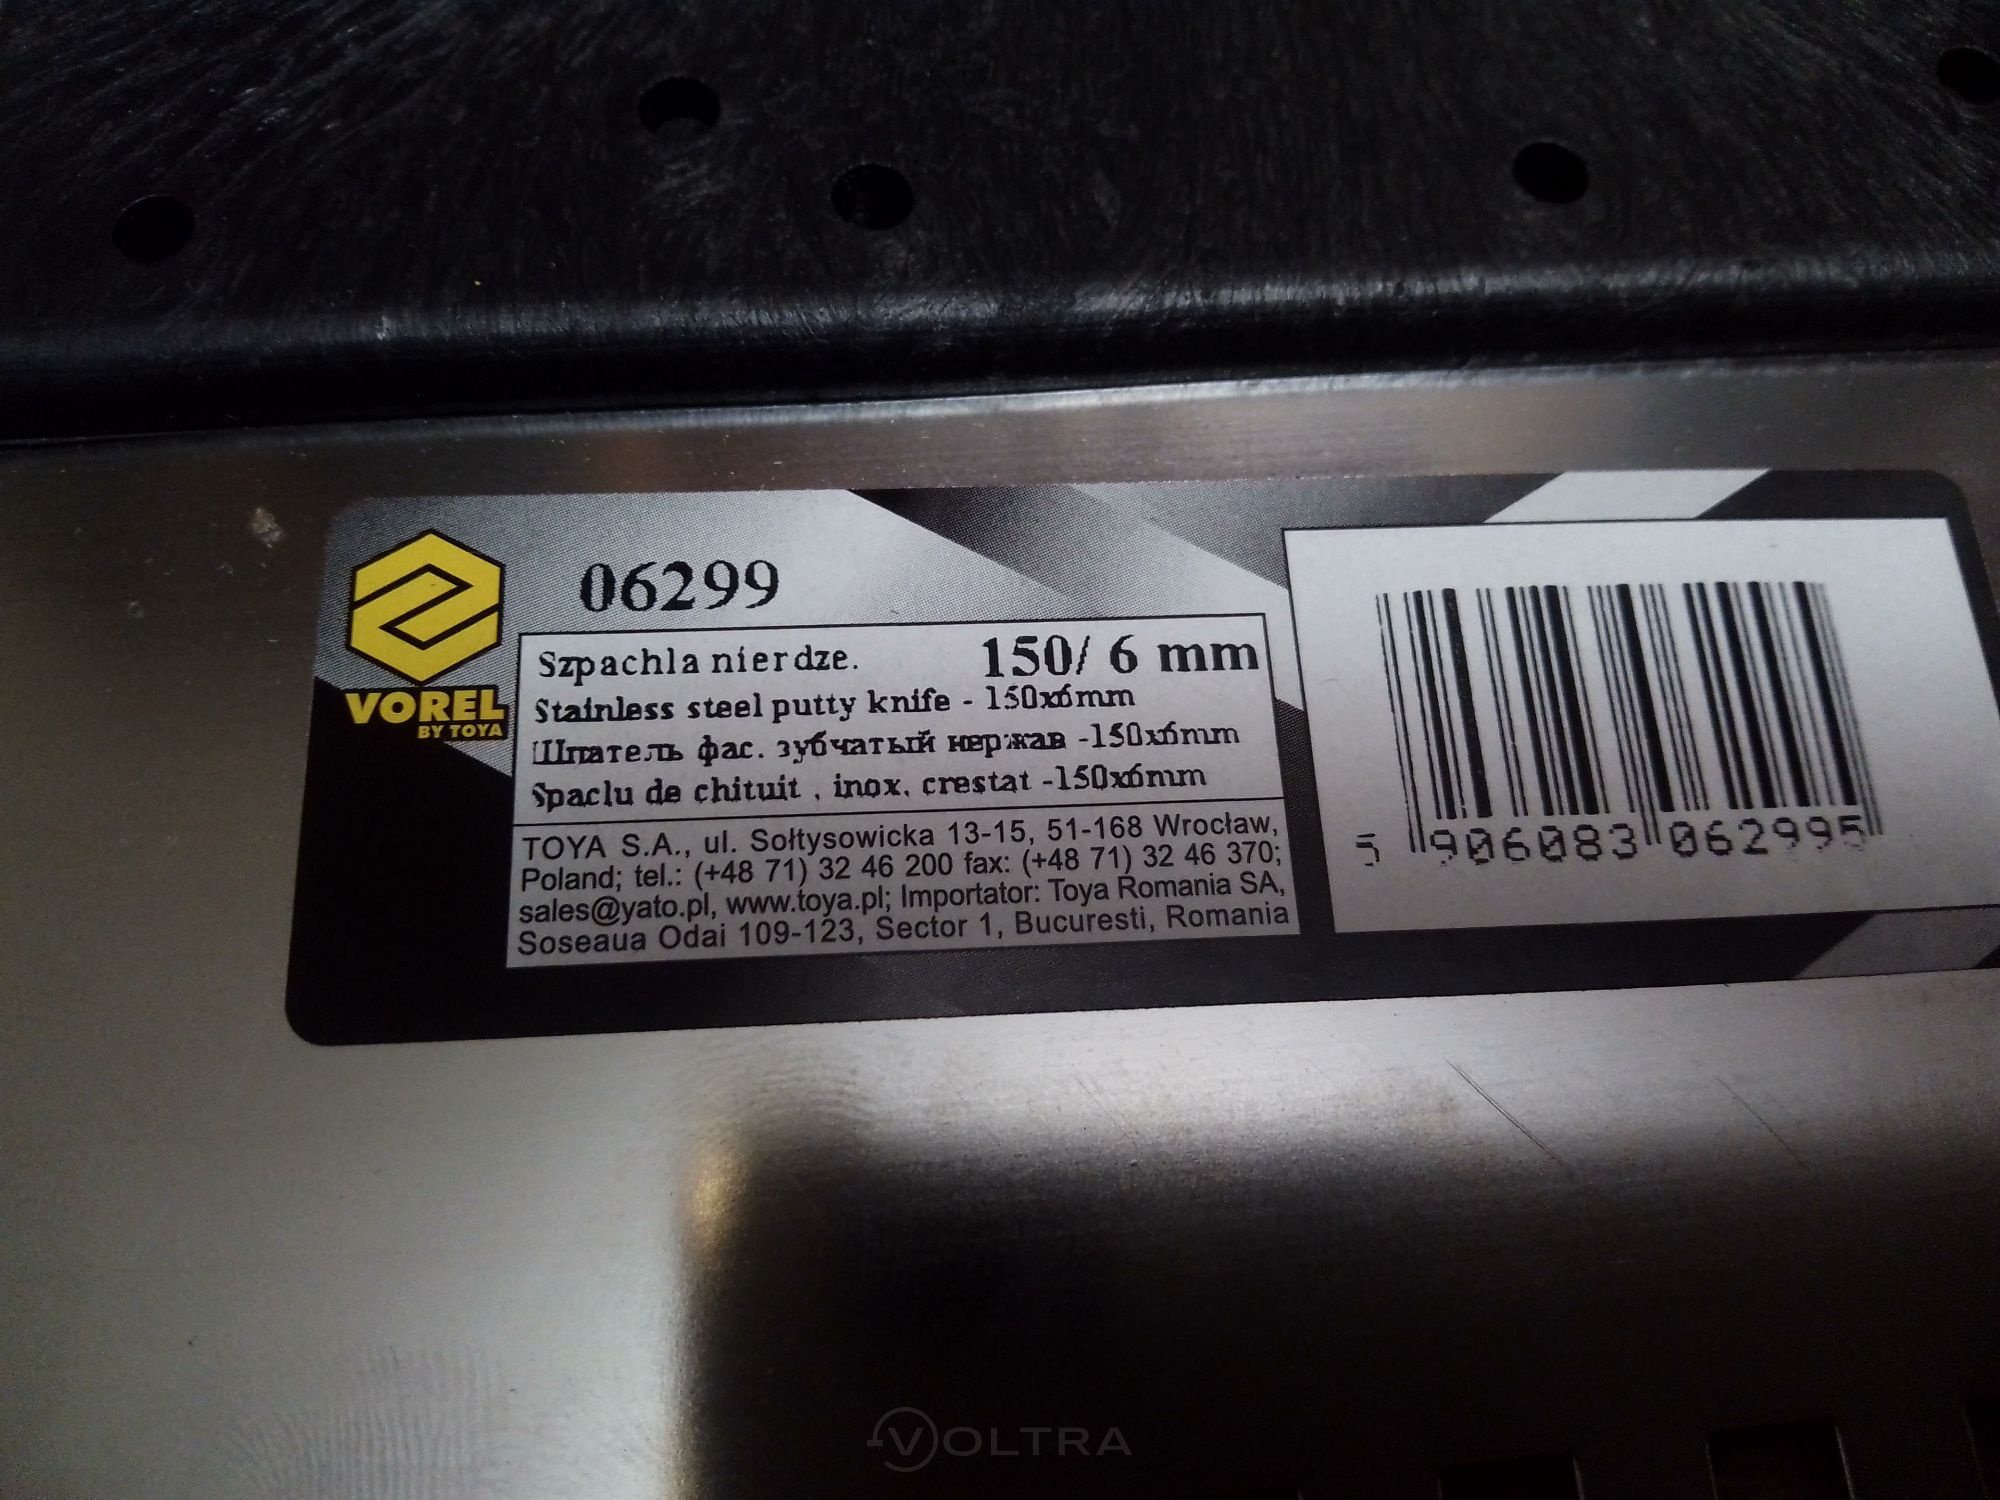 06299
VOREL
BY TOYA
Szpachla nierdze. 150/ 6 mm
Stainless steel putty knife - 150x6mm
Шпатель фас. зубчатый нержав -150x6mm
Spaclu de chituit , inox, crestat -150x6mm
TOYA S.A., ul. Sołtysowicka 13-15, 51-168 Wrocław,
Poland; tel.: (+48 71) 32 46 200 fax: (+48 71) 32 46 370;
sales@yato.pl, www.toya.pl; Importator: Toya Romania SA,
Soseaua Odai 109-123, Sector 1, Bucuresti, Romania
5 906083 062995
VOLTRA